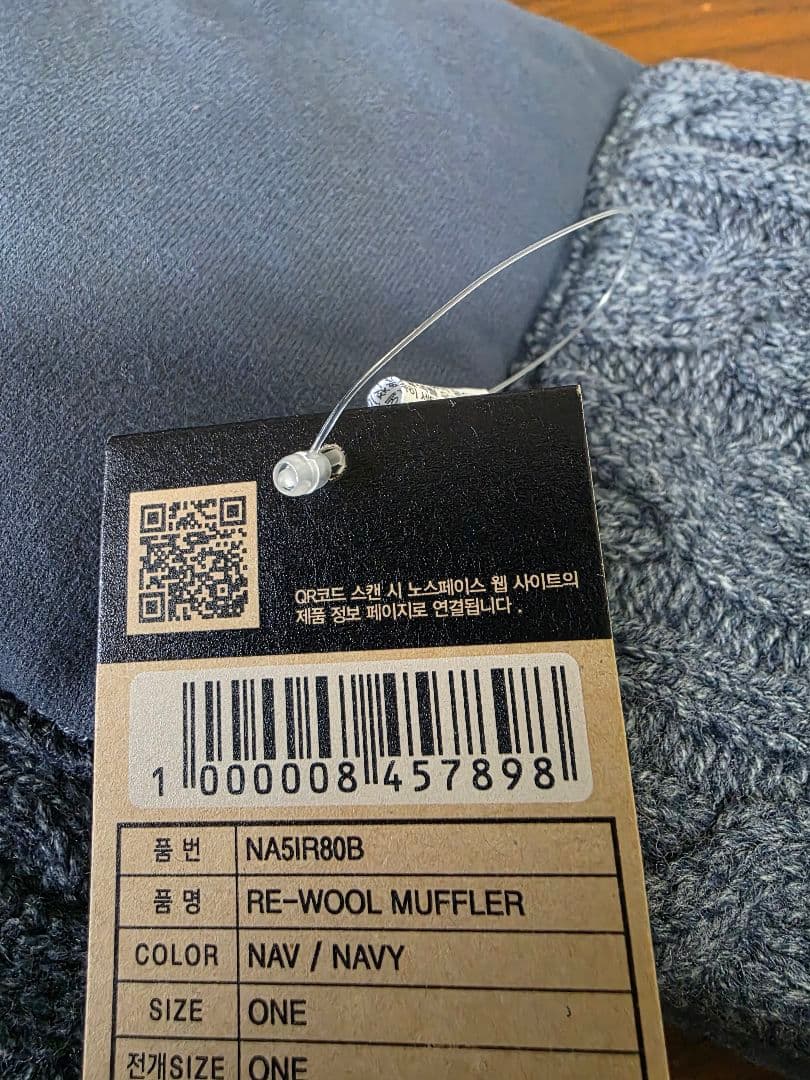 QR코드 스캔 시 노스페이스 웹 사이트의
제품 정보 페이지로 연결됩니다 .
1 000008 457898
품 번 NA5IR80B
품 명 RE-WOOL MUFFLER
COLOR NAV / NAVY
SIZE ONE
전개SIZE ONE